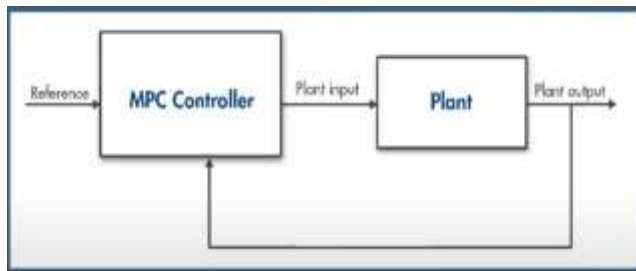 Reference
MPC Controller
Plant input
Plant
Plant output